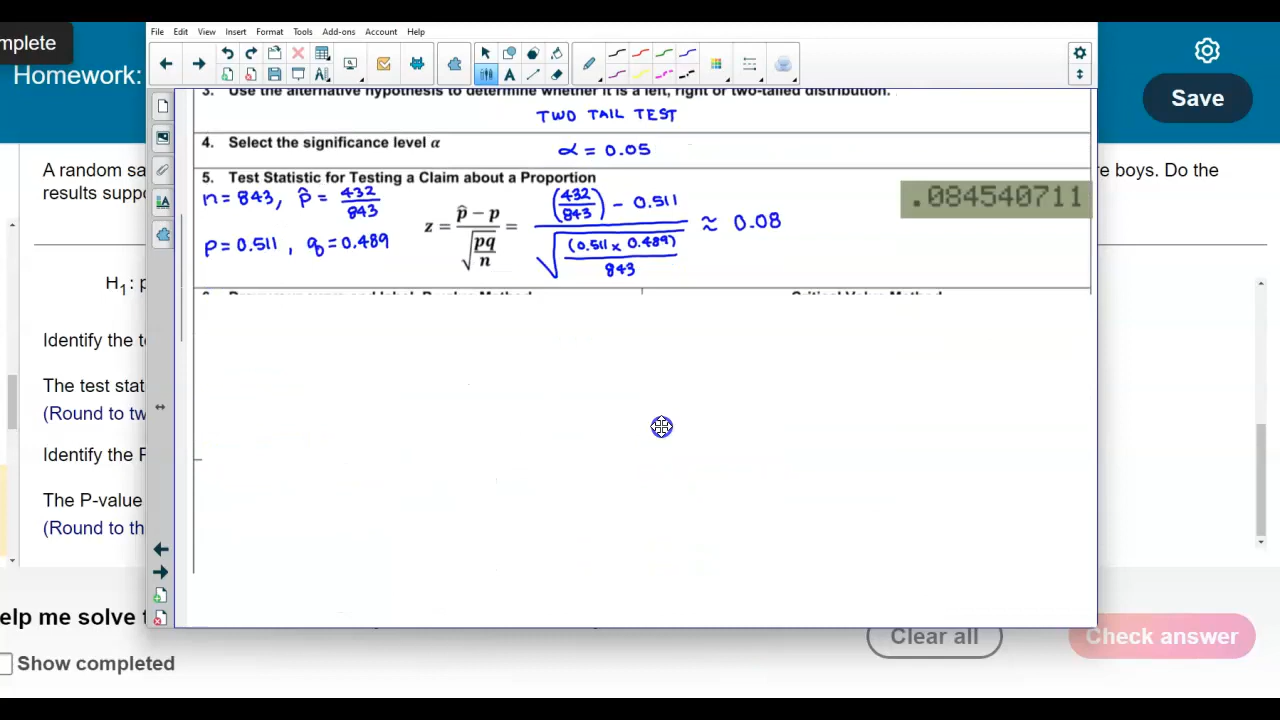 mplete
Homework:
Save
File Edit View Insert Format Tools Add-ons Account Help
A random sa
re boys. Do the
results suppo
3. Use the alternative hypothesis to determine whether it is a left, right or two-tailed distribution.
TWO TAIL TEST
4. Select the significance level α
α = 0.05
5. Test Statistic for Testing a Claim about a Proportion
n = 843, p̂ = 432/843
p = 0.511, q = 0.489
z = (p̂ − p)/√(pq/n) = ((432/843) − 0.511)/√((0.511 × 0.489)/843) ≈ 0.08
.084540711
H1: p
Identify the te
The test stat
(Round to tw
Identify the P
The P-value
(Round to th
elp me solve t
Clear all
Check answer
Show completed